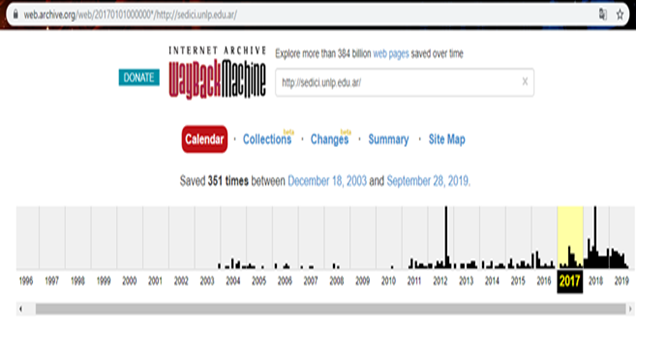 web.archive.org/web/20170101000000*/http://sedici.unlp.edu.ar/
INTERNET ARCHIVE
WayBackMachine
DONATE
Explore more than 384 billion web pages saved over time
http://sedici.unlp.edu.ar/ X
Calendar · Collections beta · Changes beta · Summary · Site Map
Saved 351 times between December 18, 2003 and September 28, 2019.
1996 1997 1998 1999 2000 2001 2002 2003 2004 2005 2006 2007 2008 2009 2010 2011 2012 2013 2014 2015 2016 2017 2018 2019